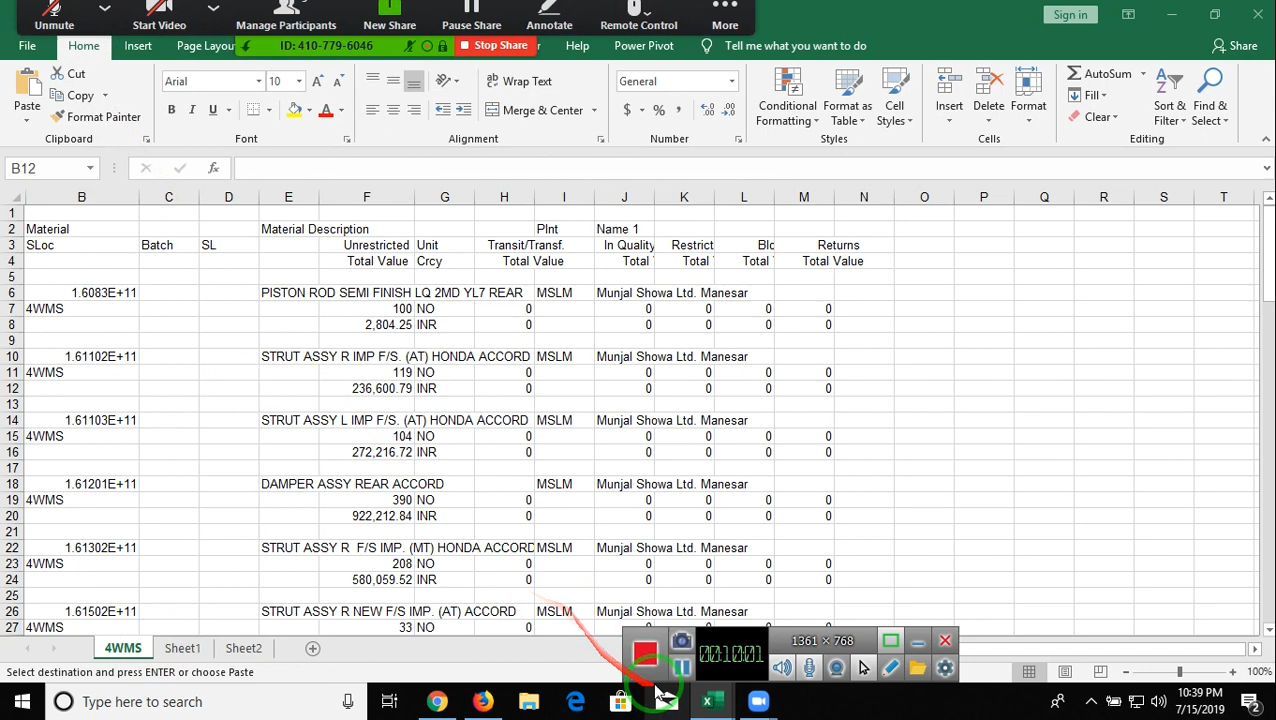 Unmute Start Video Manage Participants New Share Pause Share Annotate Remote Control More
Sign in
File Home Insert Page Layou ID: 410-779-6046 Stop Share Help Power Pivot Tell me what you want to do Share
Cut
Copy
Format Painter
Paste
Clipboard
Arial 10
B I U
Font
Wrap Text
Merge & Center
Alignment
General
$ % ,
Number
Conditional Formatting
Format as Table
Cell Styles
Styles
Insert Delete Format
Cells
AutoSum
Fill
Clear
Sort & Filter
Find & Select
Editing
B12 fx
B C D E F G H I J K L M N O P Q R S T
1
2 Material Material Description Plnt Name 1
3 SLoc Batch SL Unrestricted Unit Transit/Transf. In Quality Restrict Blo Returns
4 Total Value Crcy Total Value Total Total Total Total Value
5
6 1.6083E+11 PISTON ROD SEMI FINISH LQ 2MD YL7 REAR MSLM Munjal Showa Ltd. Manesar
7 4WMS 100 NO 0 0 0 0 0
8 2,804.25 INR 0 0 0 0 0
9
10 1.61102E+11 STRUT ASSY R IMP F/S. (AT) HONDA ACCORD MSLM Munjal Showa Ltd. Manesar
11 4WMS 119 NO 0 0 0 0 0
12 236,600.79 INR 0 0 0 0 0
13
14 1.61103E+11 STRUT ASSY L IMP F/S. (AT) HONDA ACCORD MSLM Munjal Showa Ltd. Manesar
15 4WMS 104 NO 0 0 0 0 0
16 272,216.72 INR 0 0 0 0 0
17
18 1.61201E+11 DAMPER ASSY REAR ACCORD MSLM Munjal Showa Ltd. Manesar
19 4WMS 390 NO 0 0 0 0 0
20 922,212.84 INR 0 0 0 0 0
21
22 1.61302E+11 STRUT ASSY R F/S IMP. (MT) HONDA ACCORD MSLM Munjal Showa Ltd. Manesar
23 4WMS 208 NO 0 0 0 0 0
24 580,059.52 INR 0 0 0 0 0
25
26 1.61502E+11 STRUT ASSY R NEW F/S IMP. (AT) ACCORD MSLM Munjal Showa Ltd. Manesar
27 4WMS 33 NO 0
00:10:01 1361 × 768
4WMS Sheet1 Sheet2
Select destination and press ENTER or choose Paste 100%
Type here to search
10:39 PM
7/15/2019
2